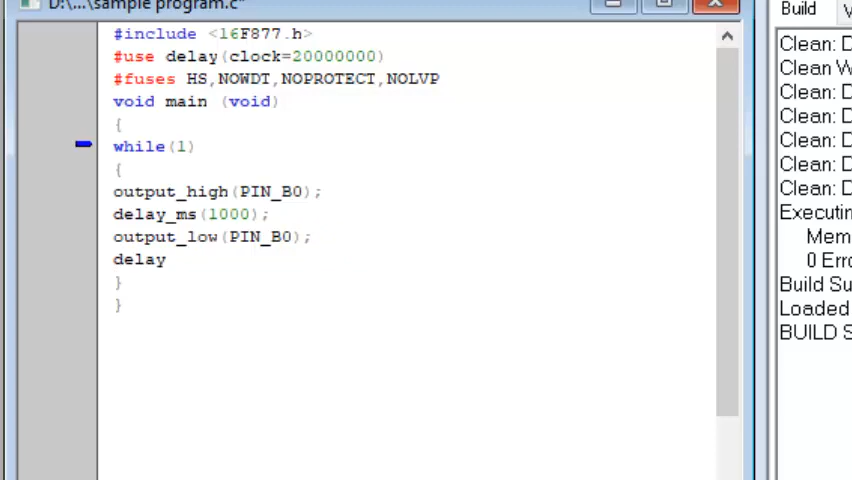 D:\...\sample program.c*
#include <16F877.h>
#use delay(clock=20000000)
#fuses HS,NOWDT,NOPROTECT,NOLVP
void main (void)
{
while(1)
{
output_high(PIN_B0);
delay_ms(1000);
output_low(PIN_B0);
delay
}
}
Build
Clean: D
Clean W
Clean: D
Clean: D
Clean: D
Clean: D
Clean: D
Executin
Mem
0 Erro
Build Su
Loaded
BUILD S